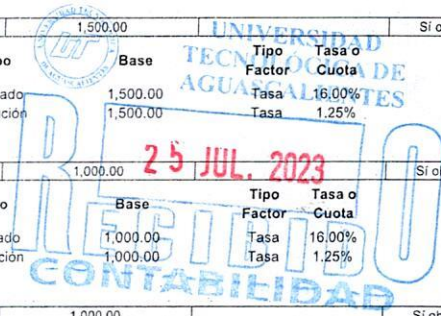 1,500.00 Sí o
UNIVERSIDAD
TECNOLÓGICA DE
AGUASCALIENTES
UT
Base Tipo Factor Tasa o Cuota
ado 1,500.00 Tasa 16.00%
ción 1,500.00 Tasa 1.25%
25 JUL. 2023
1,000.00 Sí o
RECIBIDO
Base Tipo Factor Tasa o Cuota
ado 1,000.00 Tasa 16.00%
ción 1,000.00 Tasa 1.25%
CONTABILIDAD
1,000.00 Sí ob